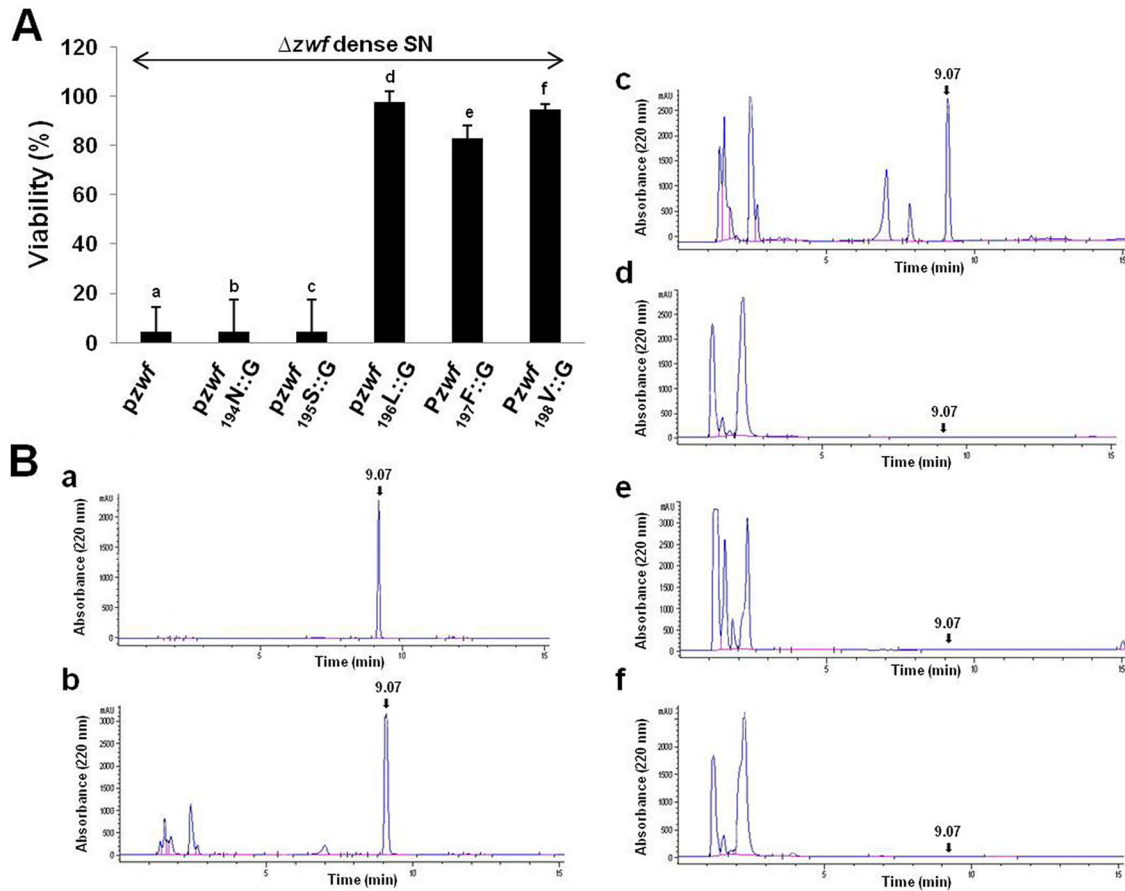 A
Δzwf dense SN
120
100
80
60
40
20
0
Viability (%)
a
b
c
d
e
f
pzwf
pzwf 194N::G
pzwf 195S::G
pzwf 196L::G
Pzwf 197F::G
Pzwf 198V::G
B
a
9.07
mAU
2000
1500
1000
500
0
Absorbance (220 nm)
5
10
15
Time (min)
b
9.07
mAU
3000
2500
2000
1500
1000
500
0
Absorbance (220 nm)
5
10
15
Time (min)
c
9.07
mAU
2500
2000
1500
1000
500
0
Absorbance (220 nm)
5
10
15
Time (min)
d
mAU
2500
2000
1500
1000
500
0
Absorbance (220 nm)
9.07
5
10
15
Time (min)
e
mAU
3000
2500
2000
1500
1000
500
0
Absorbance (220 nm)
9.07
5
10
15
Time (min)
f
mAU
2000
1500
1000
500
0
Absorbance (220 nm)
9.07
5
10
15
Time (min)